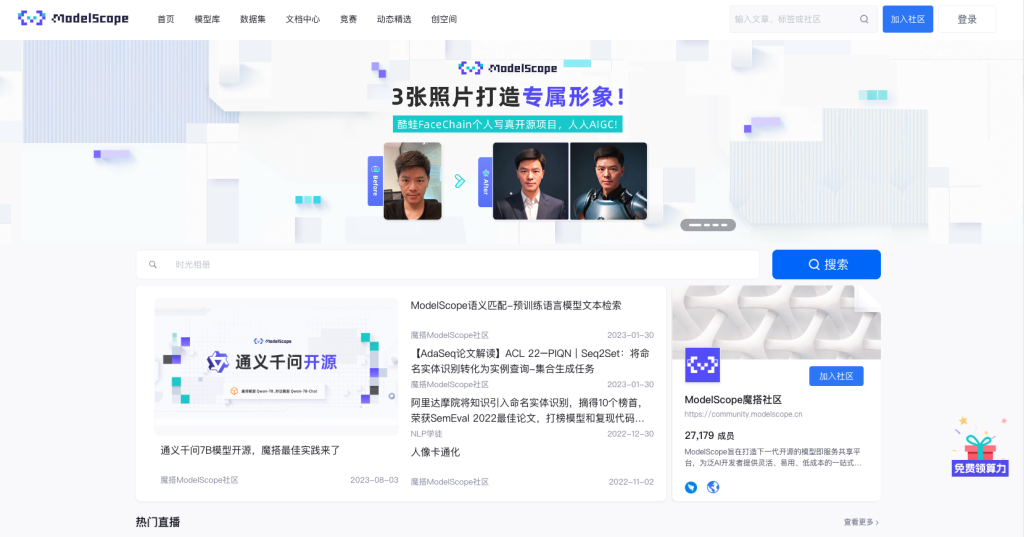 ModelScope
首页 模型库 数据集 文档中心 竞赛 动态精选 创空间
输入文章、标签或社区
加入社区
登录
ModelScope
3张照片打造专属形象!
酷蛙FaceChain个人写真开源项目，人人AIGC!
Before
After
时光相册
搜索
ModelScope
通义千问开源
通义千问7B模型开源，魔搭最佳实践来了
魔搭ModelScope社区 2023-08-03
ModelScope语义匹配-预训练语言模型文本检索
魔搭ModelScope社区 2023-01-30
【AdaSeq论文解读】ACL 22—PIQN｜Seq2Set：将命
名实体识别转化为实例查询-集合生成任务
魔搭ModelScope社区 2023-01-30
阿里达摩院将知识引入命名实体识别，摘得10个榜首，
荣获SemEval 2022最佳论文，打榜模型和复现代码...
NLP学徒 2022-12-30
人像卡通化
魔搭ModelScope社区 2022-11-02
加入社区
ModelScope魔搭社区
https://community.modelscope.cn
27,179 成员
ModelScope旨在打造下一代开源的模型即服务共享平
台，为泛AI开发者提供灵活、易用、低成本的一站式...
免费领算力
热门直播
查看更多